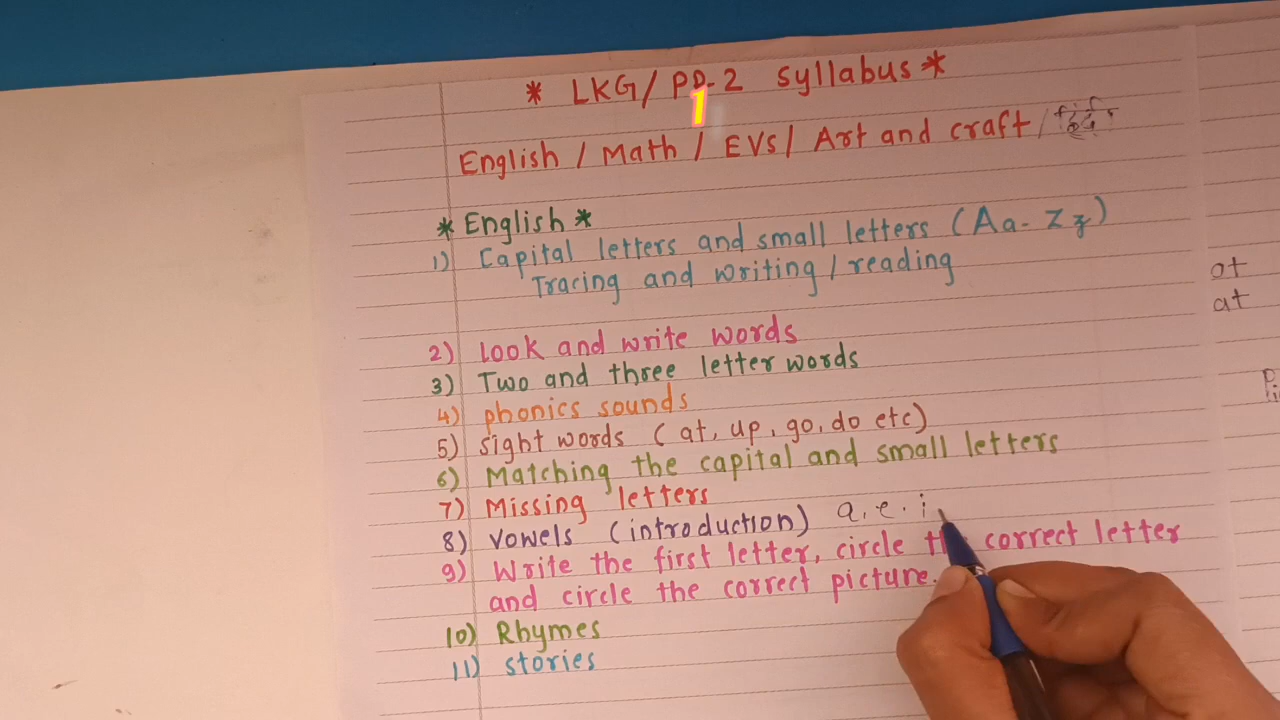 * LKG/ PP-2 syllabus *
1
English / Math / EVS / Art and craft /
* English *
1) Capital letters and small letters (Aa-Zz)
Tracing and writing / reading
ot
at
2) Look and write words
3) Two and three letter words
4) phonics sounds
5) sight words (at, up, go, do etc)
6) Matching the capital and small letters
7) Missing letters
8) Vowels (introduction) a, e, i
9) Write the first letter, circle the correct letter
and circle the correct picture.
10) Rhymes
11) stories